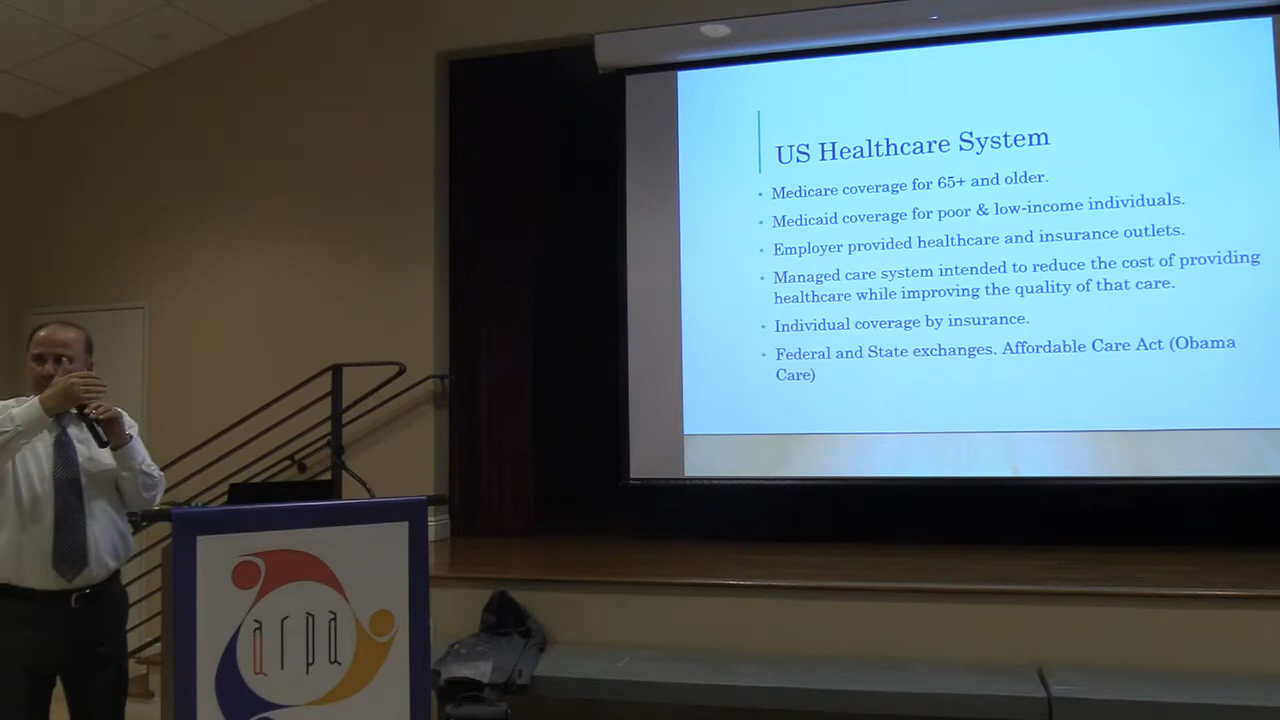 US Healthcare System
Medicare coverage for 65+ and older.
Medicaid coverage for poor & low-income individuals.
Employer provided healthcare and insurance outlets.
Managed care system intended to reduce the cost of providing
healthcare while improving the quality of that care.
Individual coverage by insurance.
Federal and State exchanges. Affordable Care Act (Obama
Care)
arpa